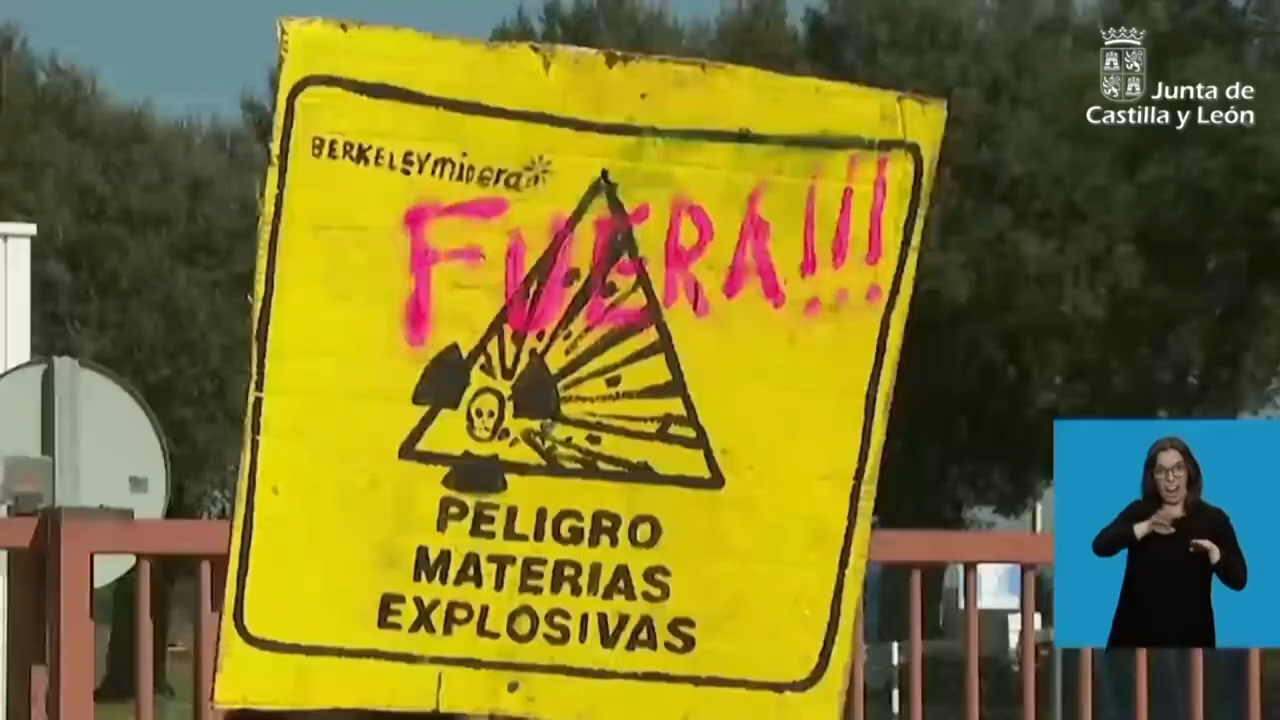 BERKELEYminera
FUERA!!!
PELIGRO
MATERIAS
EXPLOSIVAS
Junta de
Castilla y León